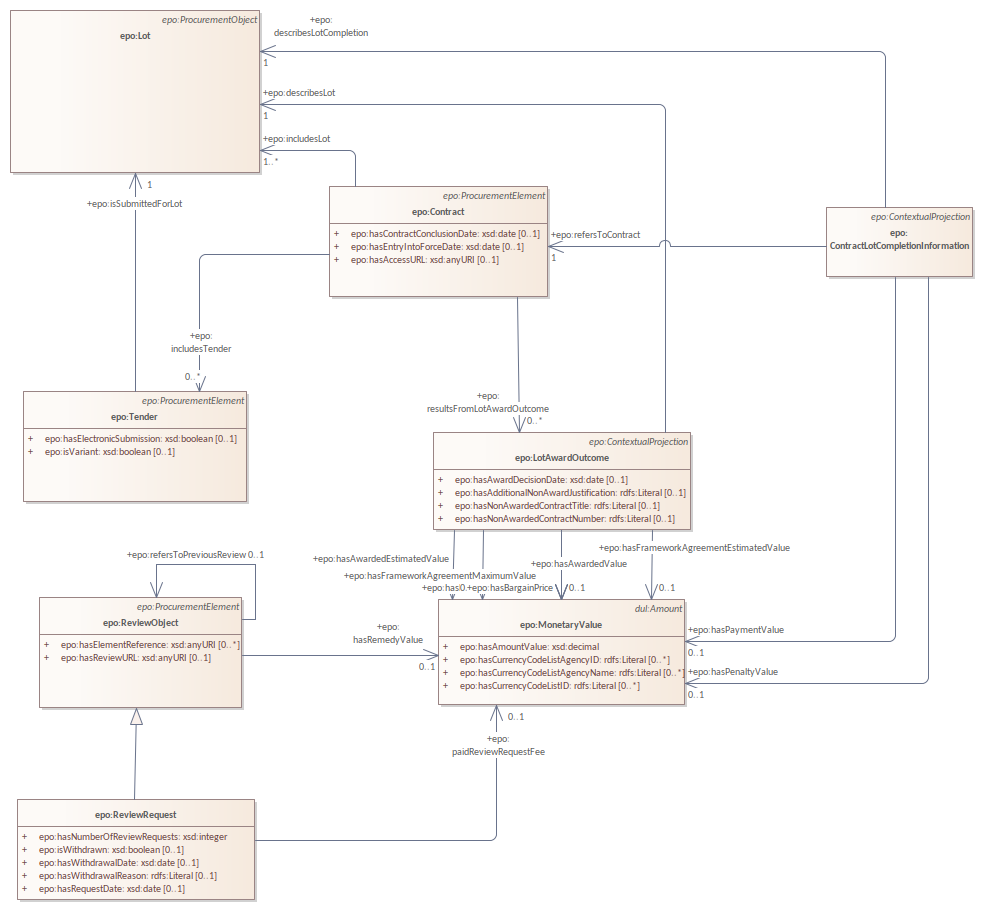 epo:ProcurementObject
epo:Lot
+epo:
describesLotCompletion
1
+epo:describesLot
1
+epo:includesLot
1..*
1
+epo:isSubmittedForLot
epo:ProcurementElement
epo:Contract
+ epo:hasContractConclusionDate: xsd:date [0..1]
+ epo:hasEntryIntoForceDate: xsd:date [0..1]
+ epo:hasAccessURL: xsd:anyURI [0..1]
epo:ContextualProjection
epo:
ContractLotCompletionInformation
+epo:refersToContract
1
+epo:
includesTender
0..*
epo:ProcurementElement
epo:Tender
+ epo:hasElectronicSubmission: xsd:boolean [0..1]
+ epo:isVariant: xsd:boolean [0..1]
+epo:
resultsFromLotAwardOutcome
0..*
epo:ContextualProjection
epo:LotAwardOutcome
+ epo:hasAwardDecisionDate: xsd:date [0..1]
+ epo:hasAdditionalNonAwardJustification: rdfs:Literal [0..1]
+ epo:hasNonAwardedContractTitle: rdfs:Literal [0..1]
+ epo:hasNonAwardedContractNumber: rdfs:Literal [0..1]
+epo:refersToPreviousReview 0..1
+epo:hasAwardedEstimatedValue
+epo:hasFrameworkAgreementEstimatedValue
+epo:hasAwardedValue
+epo:hasFrameworkAgreementMaximumValue
+epo:has0.+epo:hasBargainPrice
0..1
0..1
epo:ProcurementElement
epo:ReviewObject
+ epo:hasElementReference: xsd:anyURI [0..*]
+ epo:hasReviewURL: xsd:anyURI [0..1]
+epo:
hasRemedyValue
0..1
dul:Amount
epo:MonetaryValue
+ epo:hasAmountValue: xsd:decimal
+ epo:hasCurrencyCodeListAgencyID: rdfs:Literal [0..*]
+ epo:hasCurrencyCodeListAgencyName: rdfs:Literal [0..*]
+ epo:hasCurrencyCodeListID: rdfs:Literal [0..*]
+epo:hasPaymentValue
0..1
+epo:hasPenaltyValue
0..1
0..1
+epo:
paidReviewRequestFee
epo:ReviewRequest
+ epo:hasNumberOfReviewRequests: xsd:integer
+ epo:isWithdrawn: xsd:boolean [0..1]
+ epo:hasWithdrawalDate: xsd:date [0..1]
+ epo:hasWithdrawalReason: rdfs:Literal [0..1]
+ epo:hasRequestDate: xsd:date [0..1]